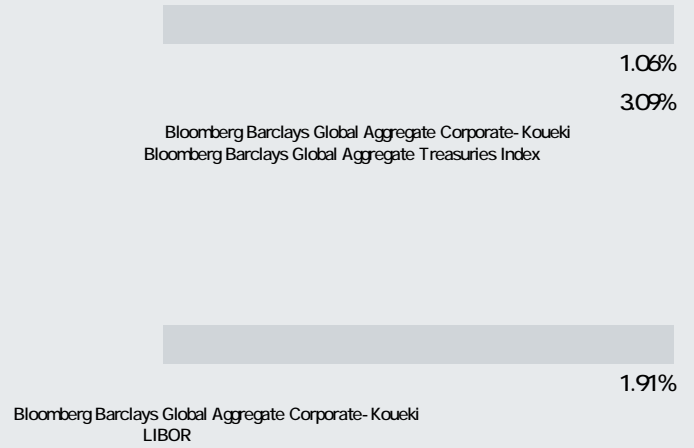 1.06%
3.09%
Bloomberg Barclays Global Aggregate Corporate-Koueki
Bloomberg Barclays Global Aggregate Treasuries Index
1.91%
Bloomberg Barclays Global Aggregate Corporate-Koueki
LIBOR